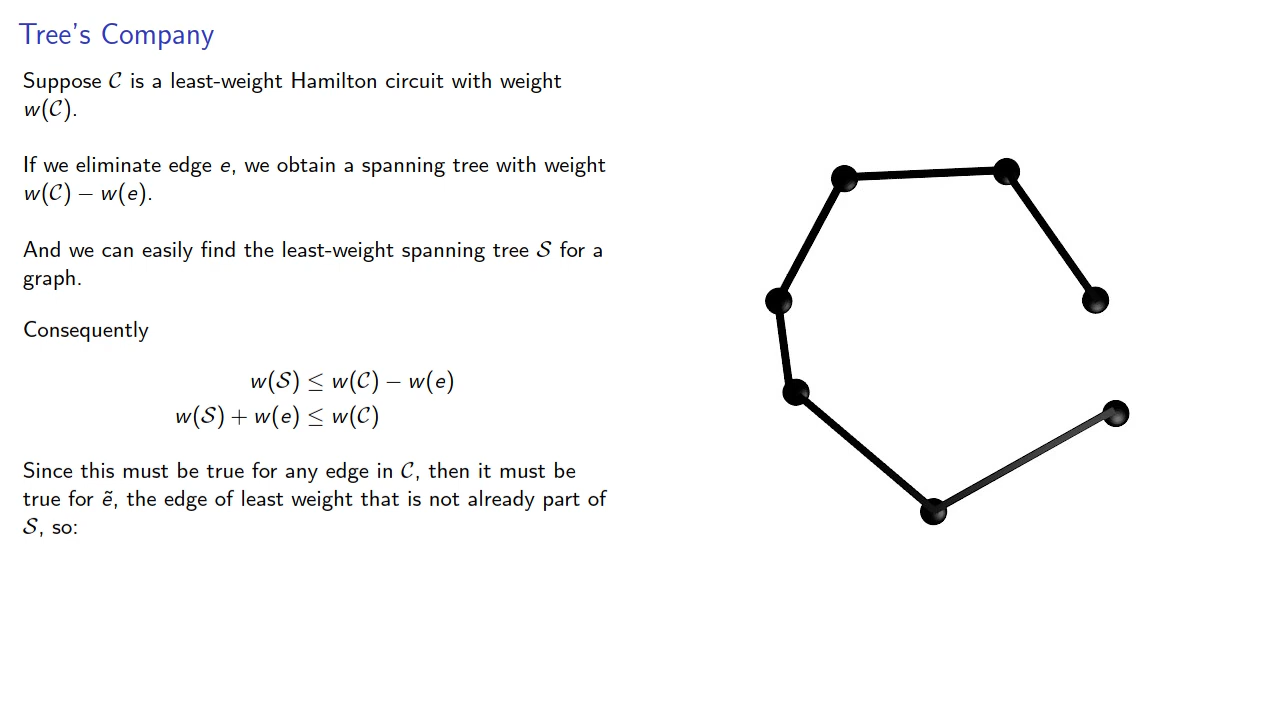 Tree's Company
Suppose 𝒞 is a least-weight Hamilton circuit with weight
w(𝒞).
If we eliminate edge e, we obtain a spanning tree with weight
w(𝒞) − w(e).
And we can easily find the least-weight spanning tree 𝒮 for a
graph.
Consequently
w(𝒮) ≤ w(𝒞) − w(e)
w(𝒮) + w(e) ≤ w(𝒞)
Since this must be true for any edge in 𝒞, then it must be
true for ẽ, the edge of least weight that is not already part of
𝒮, so: